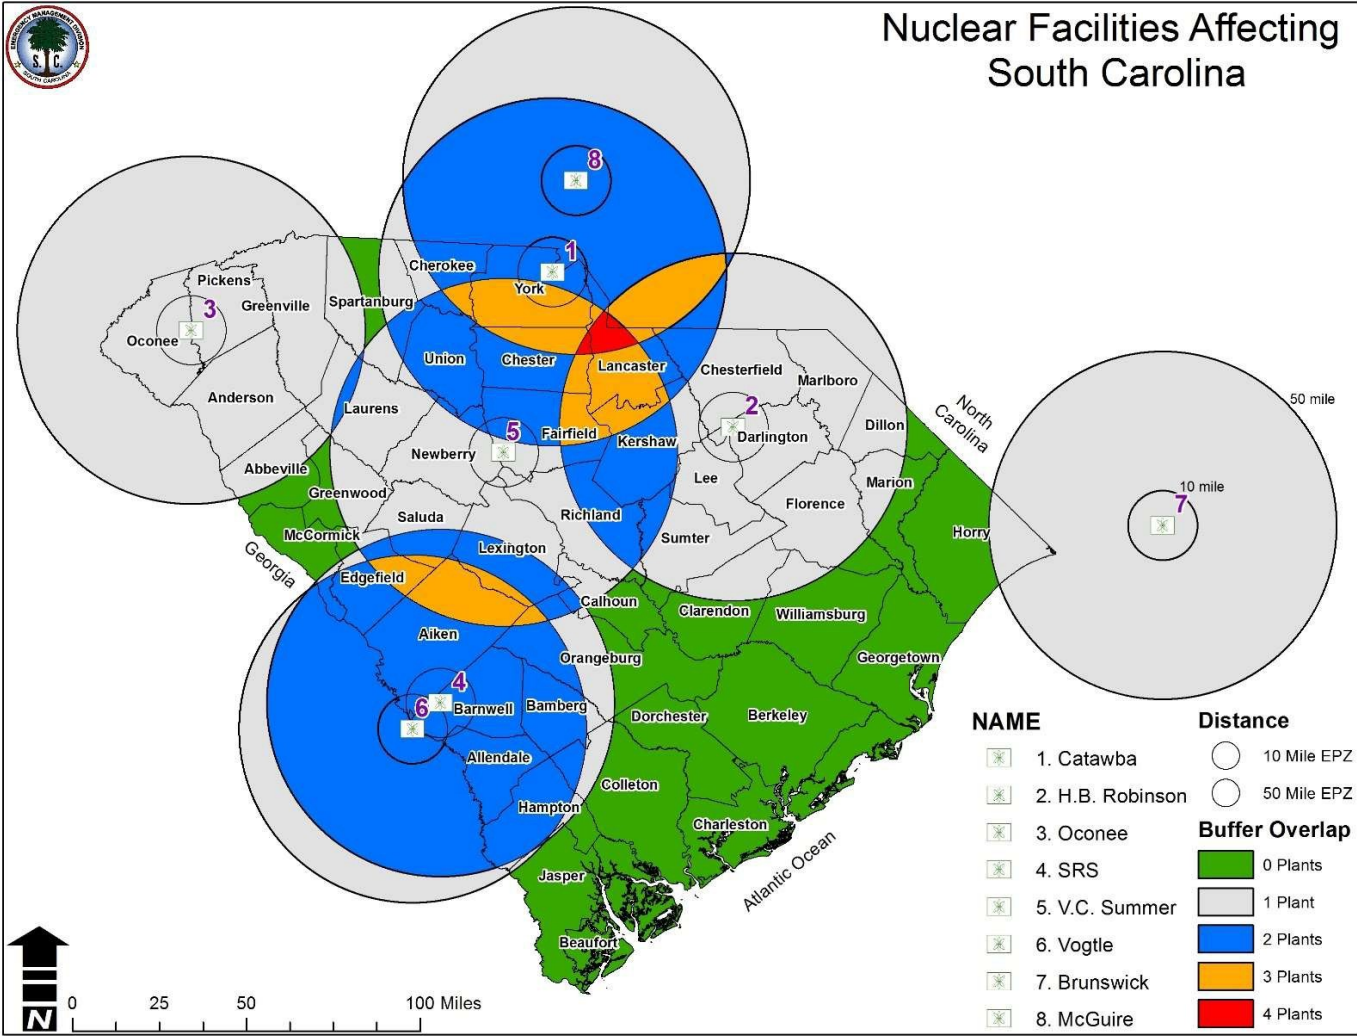 Nuclear Facilities Affecting
South Carolina
EMERGENCY MANAGEMENT DIVISION
S. C.
SOUTH CAROLINA
8
1
Cherokee
York
Pickens
Greenville
Spartanburg
3
Oconee
Union
Chester
Lancaster
Chesterfield
Marlboro
Anderson
Laurens
2
North
Carolina
50 mile
5
Fairfield
Kershaw
Darlington
Dillon
Newberry
Abbeville
Lee
Marion
10 mile
7
Greenwood
Florence
Saluda
Richland
McCormick
Sumter
Horry
Lexington
Georgia
Edgefield
Calhoun
Clarendon
Williamsburg
Aiken
Orangeburg
Georgetown
4
6
Barnwell
Bamberg
Dorchester
Berkeley
Allendale
Colleton
Hampton
Charleston
Jasper
Atlantic Ocean
Beaufort
NAME
1. Catawba
2. H.B. Robinson
3. Oconee
4. SRS
5. V.C. Summer
6. Vogtle
7. Brunswick
8. McGuire
Distance
10 Mile EPZ
50 Mile EPZ
Buffer Overlap
0 Plants
1 Plant
2 Plants
3 Plants
4 Plants
N
0 25 50 100 Miles